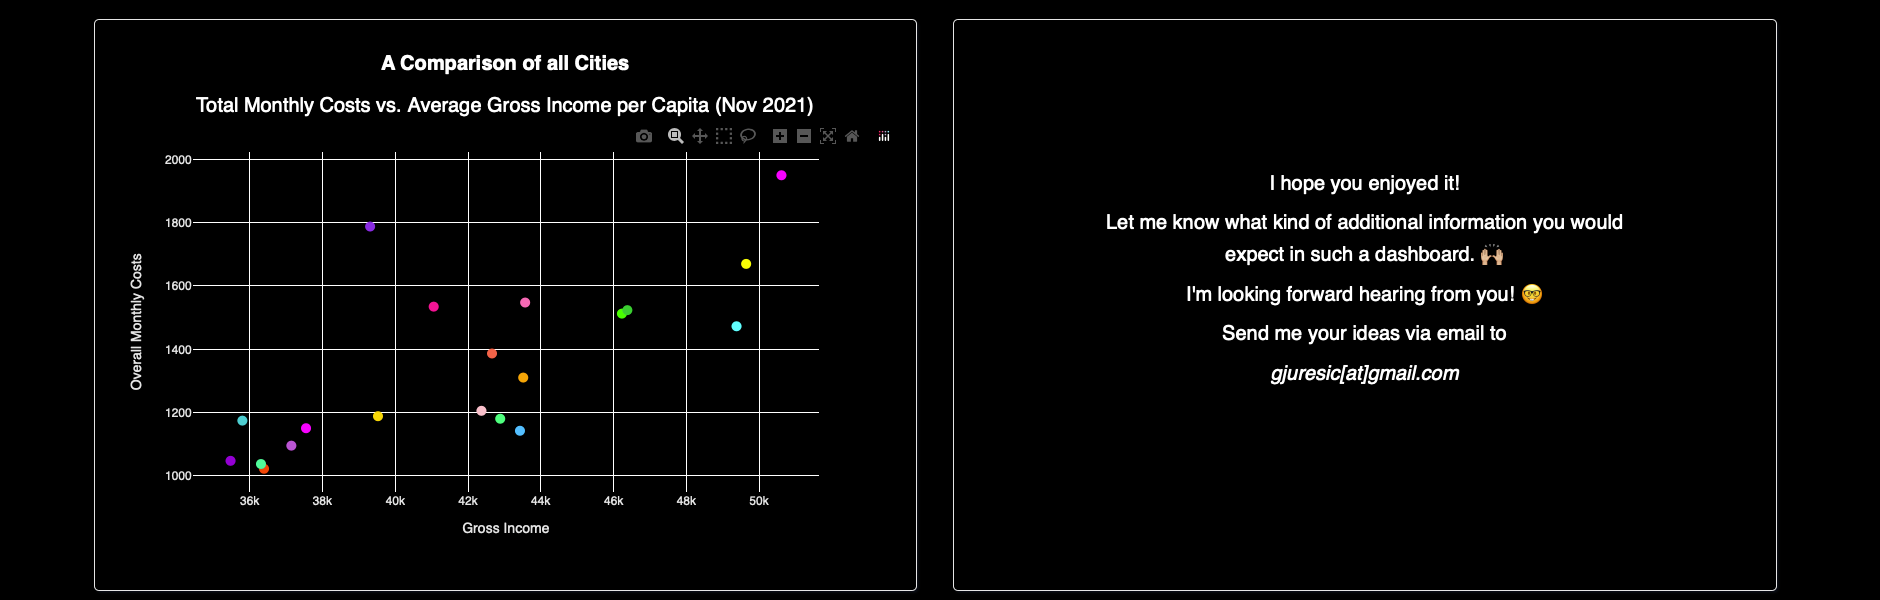 A Comparison of all Cities
Total Monthly Costs vs. Average Gross Income per Capita (Nov 2021)
2000
1800
1600
1400
1200
1000
Overall Monthly Costs
36k 38k 40k 42k 44k 46k 48k 50k
Gross Income
I hope you enjoyed it!
Let me know what kind of additional information you would
expect in such a dashboard. 🙌🏼
I'm looking forward hearing from you! 🤓
Send me your ideas via email to
gjuresic[at]gmail.com